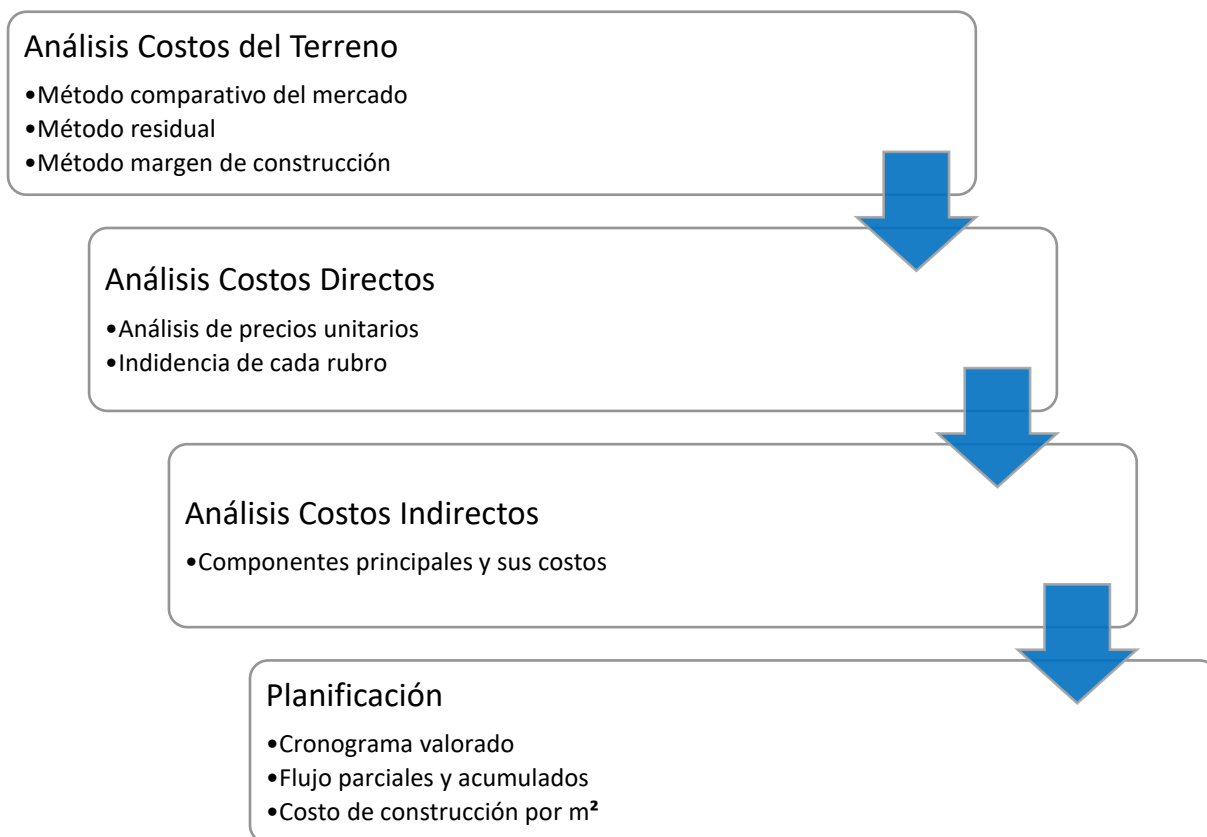 Análisis Costos del Terreno
•Método comparativo del mercado
•Método residual
•Método margen de construcción
Análisis Costos Directos
•Análisis de precios unitarios
•Indidencia de cada rubro
Análisis Costos Indirectos
•Componentes principales y sus costos
Planificación
•Cronograma valorado
•Flujo parciales y acumulados
•Costo de construcción por m²